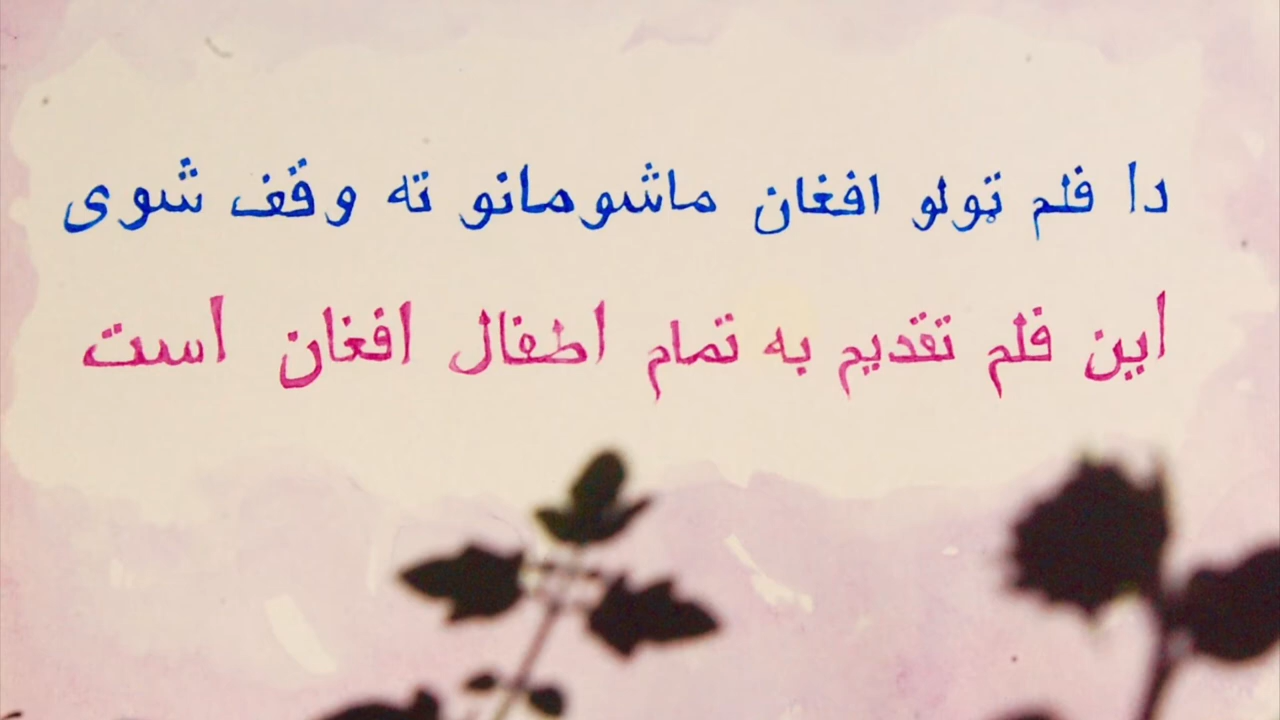 دا فلم ټولو افغان ماشومانو ته وقف شوی
این فلم تقدیم به تمام اطفال افغان است